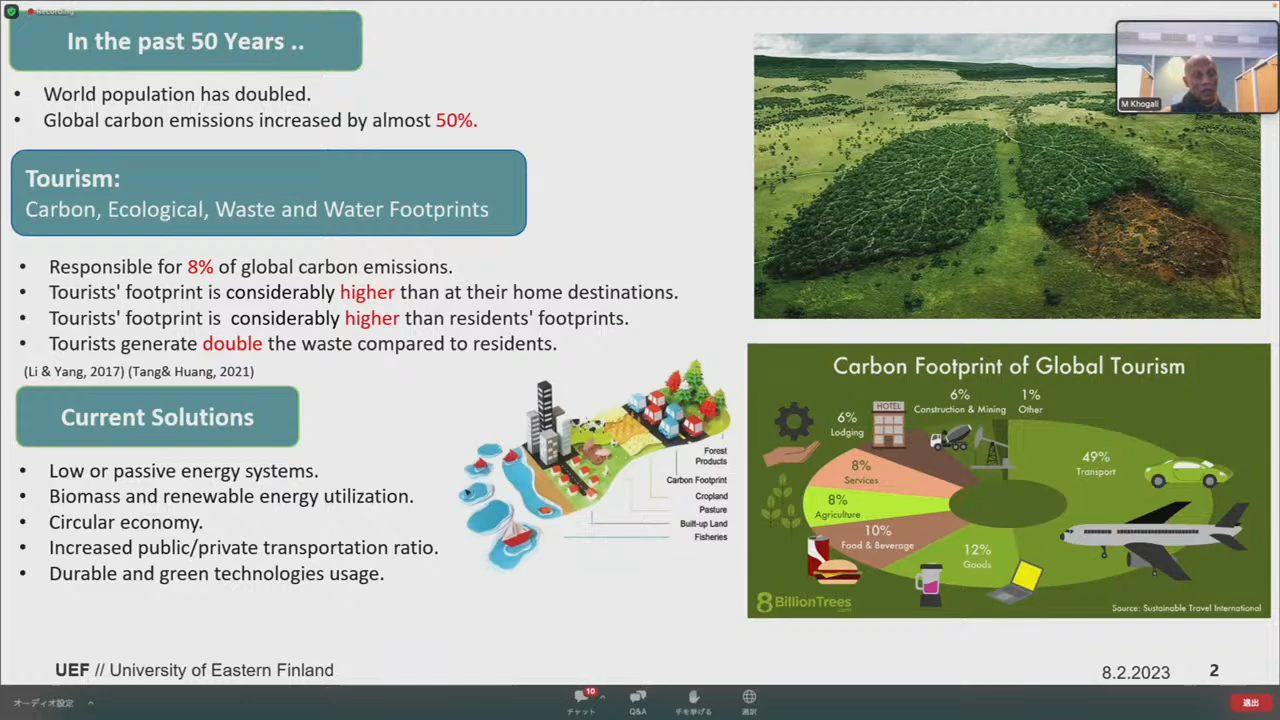 Recording
In the past 50 Years ..
• World population has doubled.
• Global carbon emissions increased by almost 50%.
Tourism:
Carbon, Ecological, Waste and Water Footprints
• Responsible for 8% of global carbon emissions.
• Tourists' footprint is considerably higher than at their home destinations.
• Tourists' footprint is considerably higher than residents' footprints.
• Tourists generate double the waste compared to residents.
(Li & Yang, 2017) (Tang& Huang, 2021)
Current Solutions
• Low or passive energy systems.
• Biomass and renewable energy utilization.
• Circular economy.
• Increased public/private transportation ratio.
• Durable and green technologies usage.
Forest
Products
Carbon Footprint
Cropland
Pasture
Built-up Land
Fisheries
M Khogali
Carbon Footprint of Global Tourism
6%
Lodging
HOTEL
6%
Construction & Mining
1%
Other
49%
Transport
8%
Services
8%
Agriculture
10%
Food & Beverage
12%
Goods
8BillionTrees
.com
Source: Sustainable Travel International
UEF // University of Eastern Finland
8.2.2023
2
オーディオ設定
10
チャット
Q&A
手を挙げる
通訳
退出